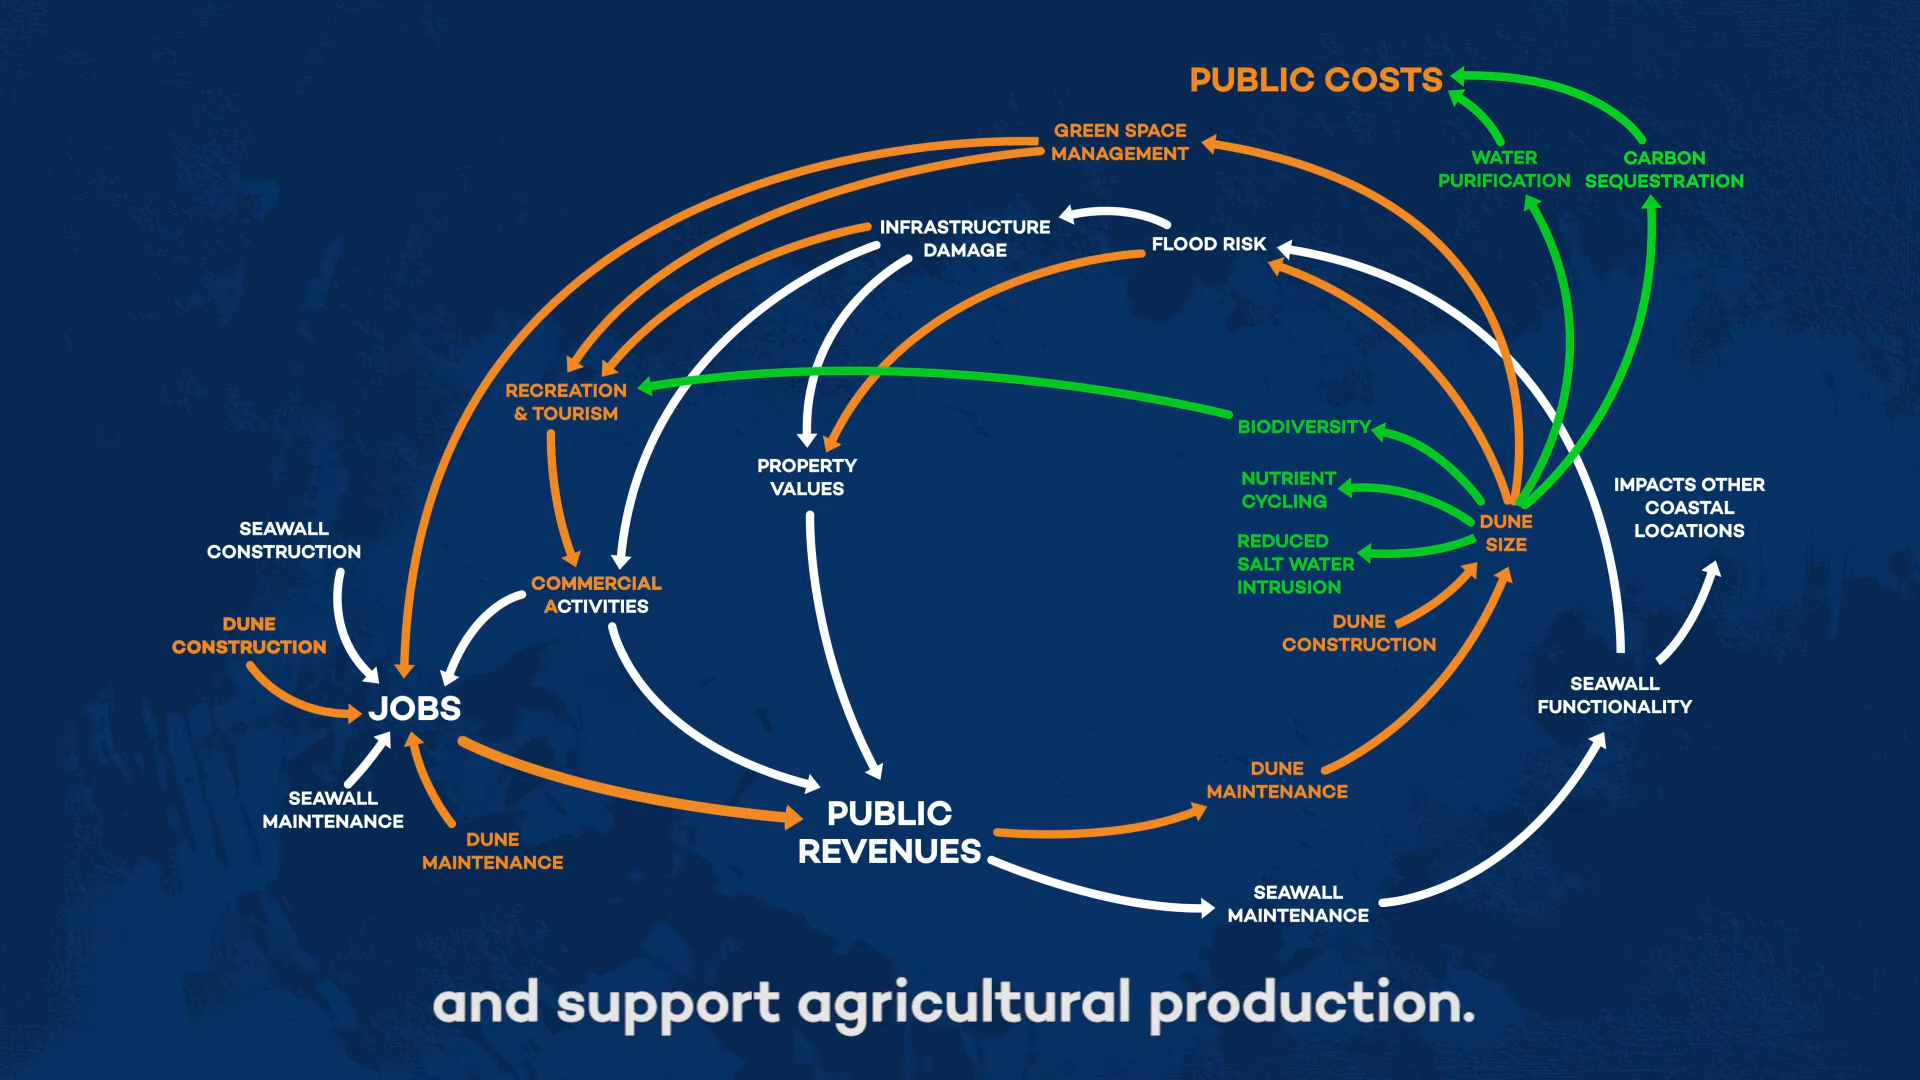 PUBLIC COSTS
GREEN SPACE
MANAGEMENT
WATER
PURIFICATION
CARBON
SEQUESTRATION
INFRASTRUCTURE
DAMAGE
FLOOD RISK
RECREATION
& TOURISM
BIODIVERSITY
PROPERTY
VALUES
NUTRIENT
CYCLING
IMPACTS OTHER
COASTAL
LOCATIONS
DUNE
SIZE
SEAWALL
CONSTRUCTION
REDUCED
SALT WATER
INTRUSION
COMMERCIAL
ACTIVITIES
DUNE
CONSTRUCTION
DUNE
CONSTRUCTION
JOBS
SEAWALL
FUNCTIONALITY
DUNE
MAINTENANCE
SEAWALL
MAINTENANCE
PUBLIC
REVENUES
DUNE
MAINTENANCE
SEAWALL
MAINTENANCE
and support agricultural production.